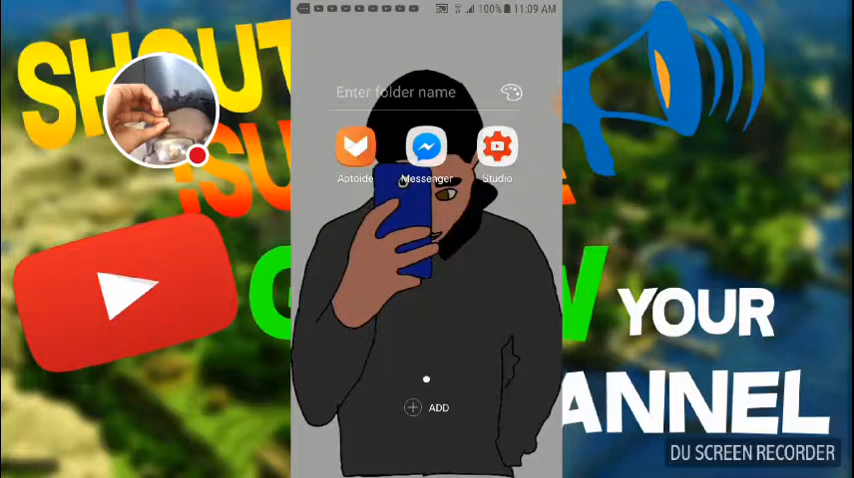 100% 11:09 AM
SHOUT
Enter folder name
Aptoide Messenger Studio
YOUR
ADD
ANNEL
DU SCREEN RECORDER